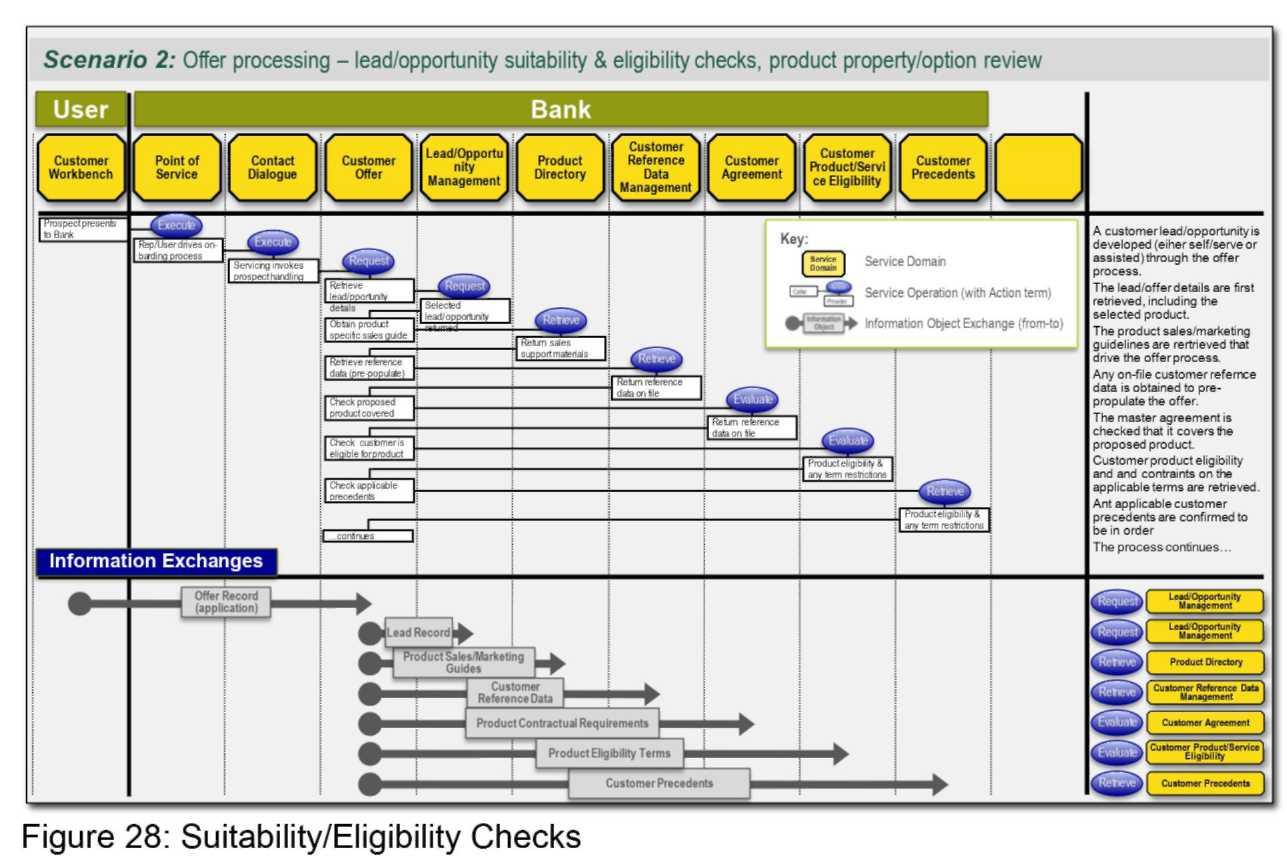 Scenario 2: Offer processing – lead/opportunity suitability & eligibility checks, product property/option review
User
Bank
Customer
Workbench
Point of
Service
Contact
Dialogue
Customer
Offer
Lead/Opportu
nity
Management
Product
Directory
Customer
Reference
Data
Management
Customer
Agreement
Customer
Product/Servi
ce Eligibility
Customer
Precedents
Prospect presents
to Bank
Execute
Rep/User drives on-
barding process
Execute
Servicing invokes
prospect handling
Request
Retrieve
lead/pportunity
details
Request
Selected
lead/opportunity
returned
Obtain product
specific sales guide
Retrieve
Return sales
support materials
Retrieve reference
data (pre-populate)
Retrieve
Return reference
data on file
Check proposed
product covered
Evaluate
Return reference
data on file
Check customer is
eligible for product
Evaluate
Product eligibility &
any term restrictions
Check applicable
precedents
Retrieve
Product eligibility &
any term restrictions
...continues
Key:
Service
Domain
Service Domain
Caller
Provider
Service Operation (with Action term)
Information
Object
Information Object Exchange (from-to)
A customer lead/opportunity is
developed (eiher self/serve or
assisted) through the offer
process.
The lead/offer details are first
retrieved, including the
selected product.
The product sales/marketing
guidelines are rertrieved that
drive the offer process.
Any on-file customer refernce
data is obtained to pre-
propulate the offer.
The master agreement is
checked that it covers the
proposed product.
Customer product eligibility
and and contraints on the
applicable terms are retrieved.
Ant applicable customer
precedents are confirmed to
be in order
The process continues…
Information Exchanges
Offer Record
(application)
Lead Record
Product Sales/Marketing
Guides
Customer
Reference Data
Product Contractual Requirements
Product Eligibility Terms
Customer Precedents
Request
Lead/Opportunity
Management
Request
Lead/Opportunity
Management
Retrieve
Product Directory
Retrieve
Customer Reference Data
Management
Evaluate
Customer Agreement
Evaluate
Customer Product/Service
Eligibility
Retrieve
Customer Precedents
Figure 28: Suitability/Eligibility Checks